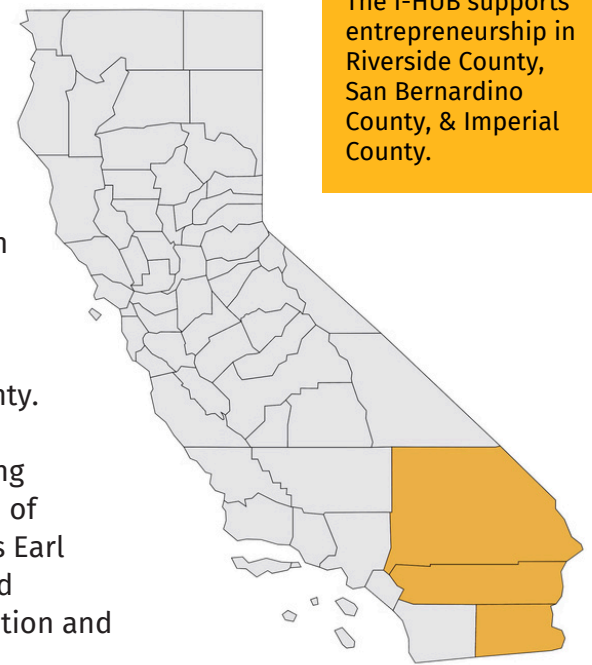 The I-HUB supports
entrepreneurship in
Riverside County,
San Bernardino
County, & Imperial
County.
n
nty.
ng
of
s Earl
d
tion and